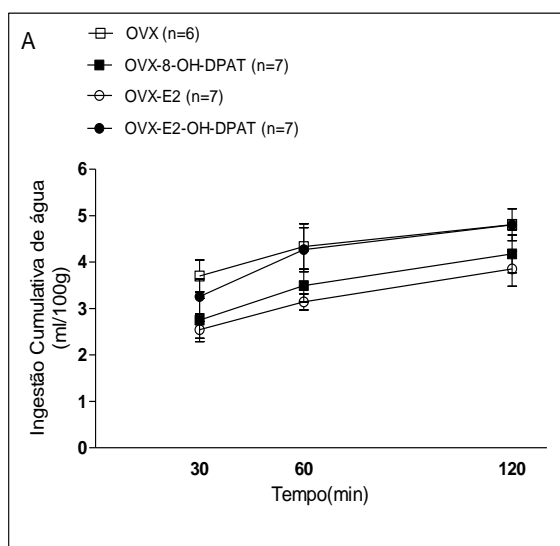 A
OVX (n=6)
OVX-8-OH-DPAT (n=7)
OVX-E2 (n=7)
OVX-E2-OH-DPAT (n=7)
Ingestão Cumulativa de água
(ml/100g)
6
5
4
3
2
1
0
30 60 120
Tempo(min)